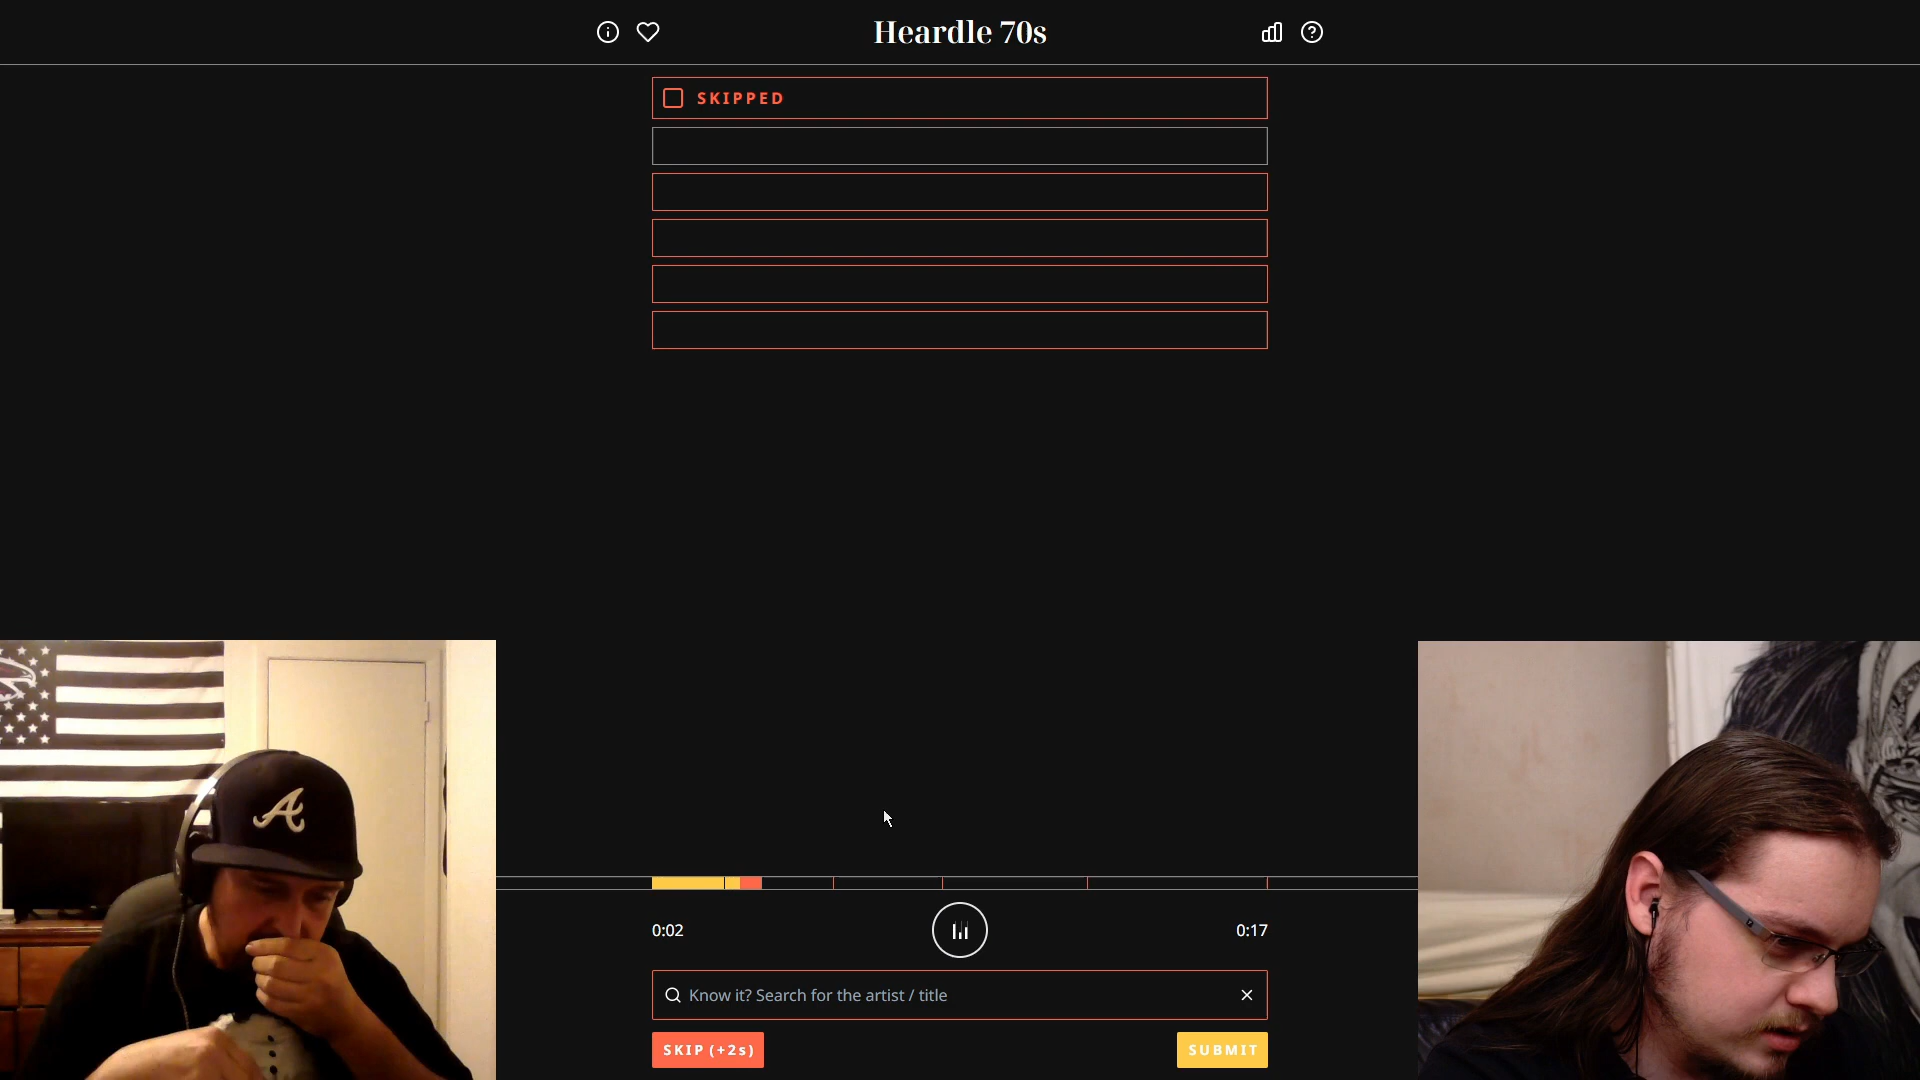 Heardle 70s
SKIPPED
0:02
0:17
Know it? Search for the artist / title
SKIP (+2s)
SUBMIT
A